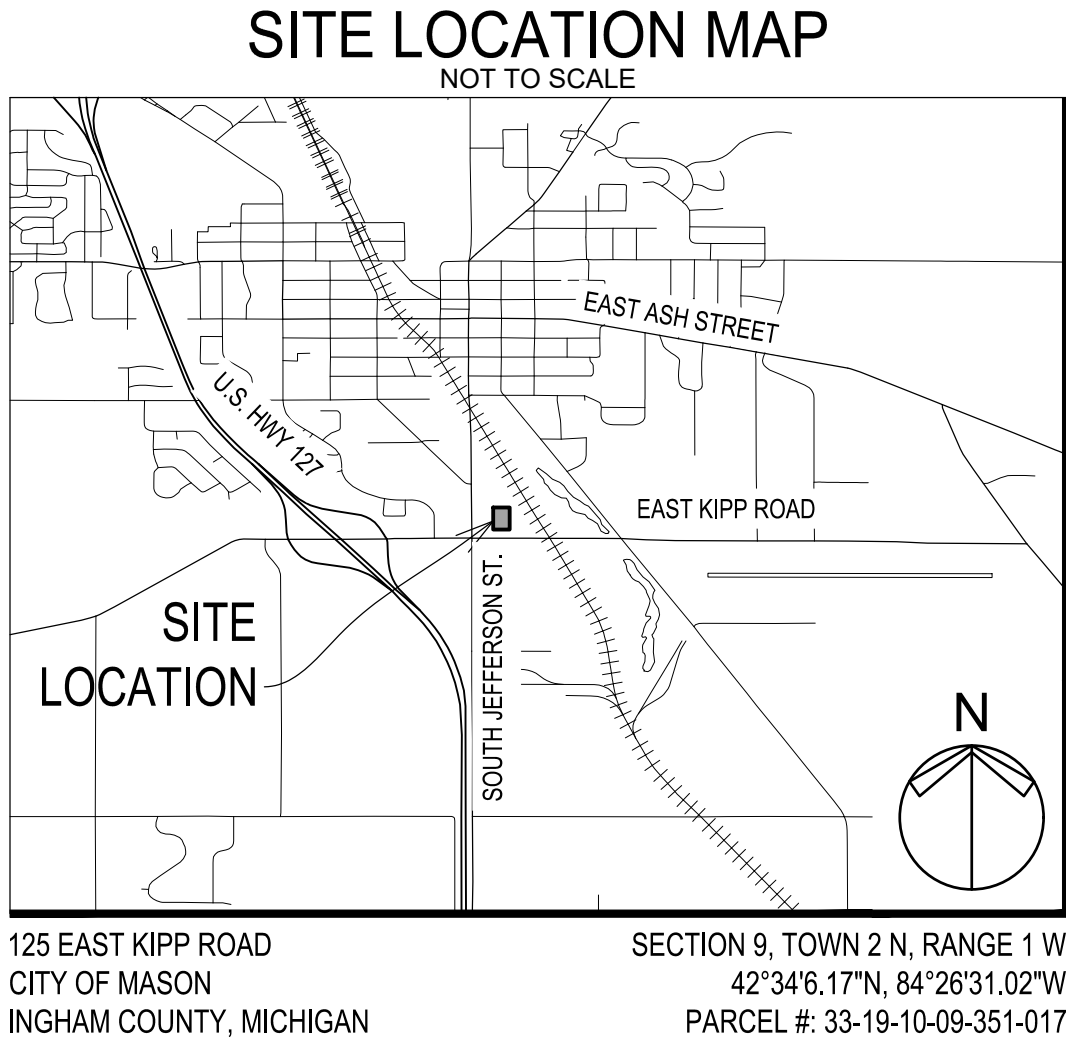 SITE LOCATION MAP
NOT TO SCALE
EAST ASH STREET
U.S. HWY 127
EAST KIPP ROAD
SOUTH JEFFERSON ST.
SITE
LOCATION
N
125 EAST KIPP ROAD
CITY OF MASON
INGHAM COUNTY, MICHIGAN
SECTION 9, TOWN 2 N, RANGE 1 W
42°34'6.17"N, 84°26'31.02"W
PARCEL #: 33-19-10-09-351-017